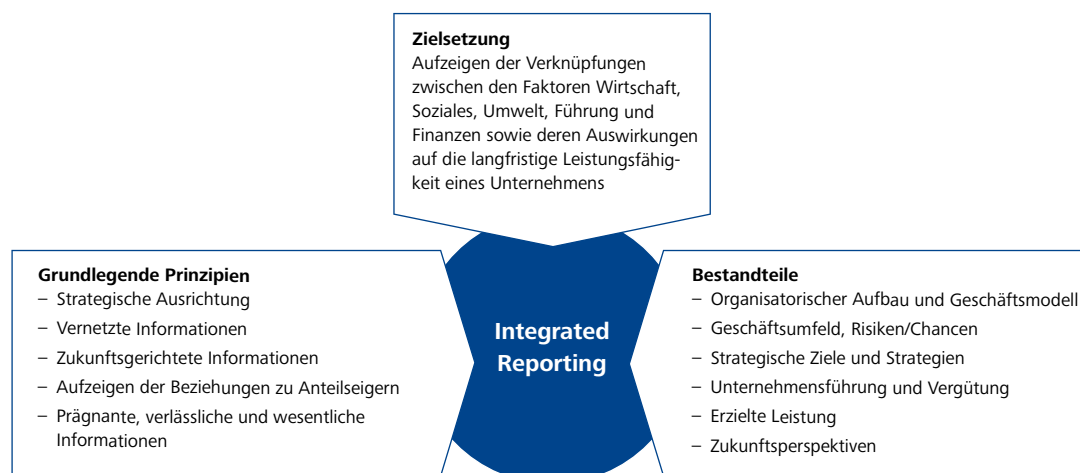 Zielsetzung
Aufzeigen der Verknüpfungen
zwischen den Faktoren Wirtschaft,
Soziales, Umwelt, Führung und
Finanzen sowie deren Auswirkungen
auf die langfristige Leistungsfähig-
keit eines Unternehmens
Grundlegende Prinzipien
– Strategische Ausrichtung
– Vernetzte Informationen
– Zukunftsgerichtete Informationen
– Aufzeigen der Beziehungen zu Anteilseigern
– Prägnante, verlässliche und wesentliche
Informationen
Integrated
Reporting
Bestandteile
– Organisatorischer Aufbau und Geschäftsmodell
– Geschäftsumfeld, Risiken/Chancen
– Strategische Ziele und Strategien
– Unternehmensführung und Vergütung
– Erzielte Leistung
– Zukunftsperspektiven